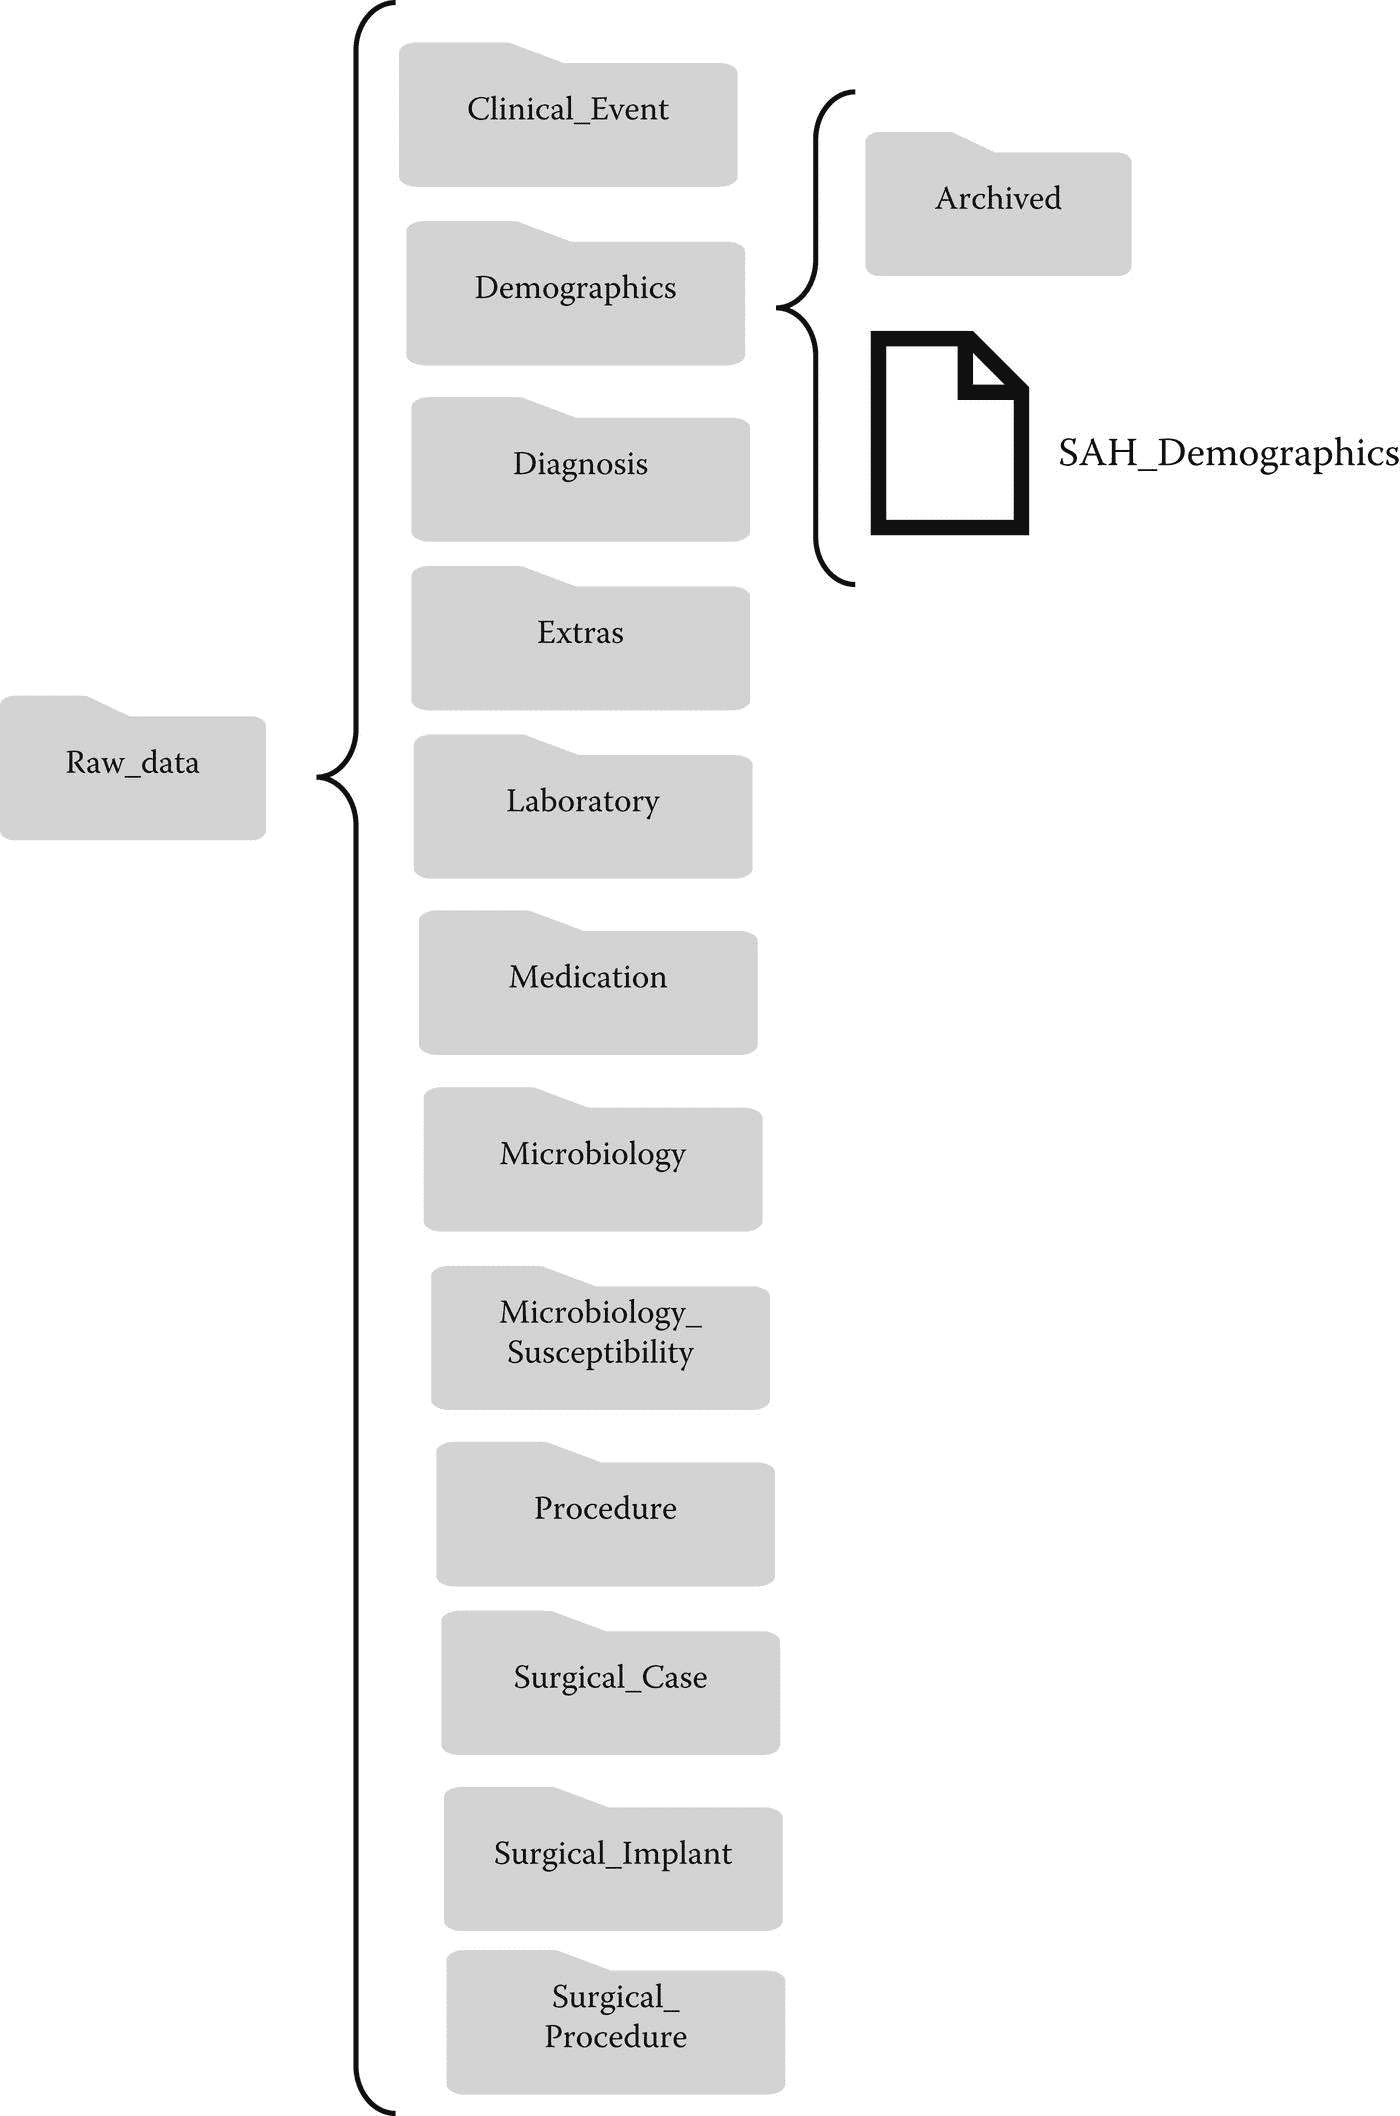 Clinical_Event
Archived
Demographics
SAH_Demographics
Diagnosis
Extras
Raw_data
Laboratory
Medication
Microbiology
Microbiology_
Susceptibility
Procedure
Surgical_Case
Surgical_Implant
Surgical_
Procedure